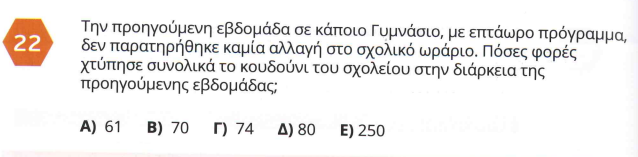 22
Την προηγούμενη εβδομάδα σε κάποιο Γυμνάσιο, με επτάωρο πρόγραμμα,
δεν παρατηρήθηκε καμία αλλαγή στο σχολικό ωράριο. Πόσες φορές
χτύπησε συνολικά το κουδούνι του σχολείου στην διάρκεια της
προηγούμενης εβδομάδας;
Α) 61 Β) 70 Γ) 74 Δ) 80 Ε) 250